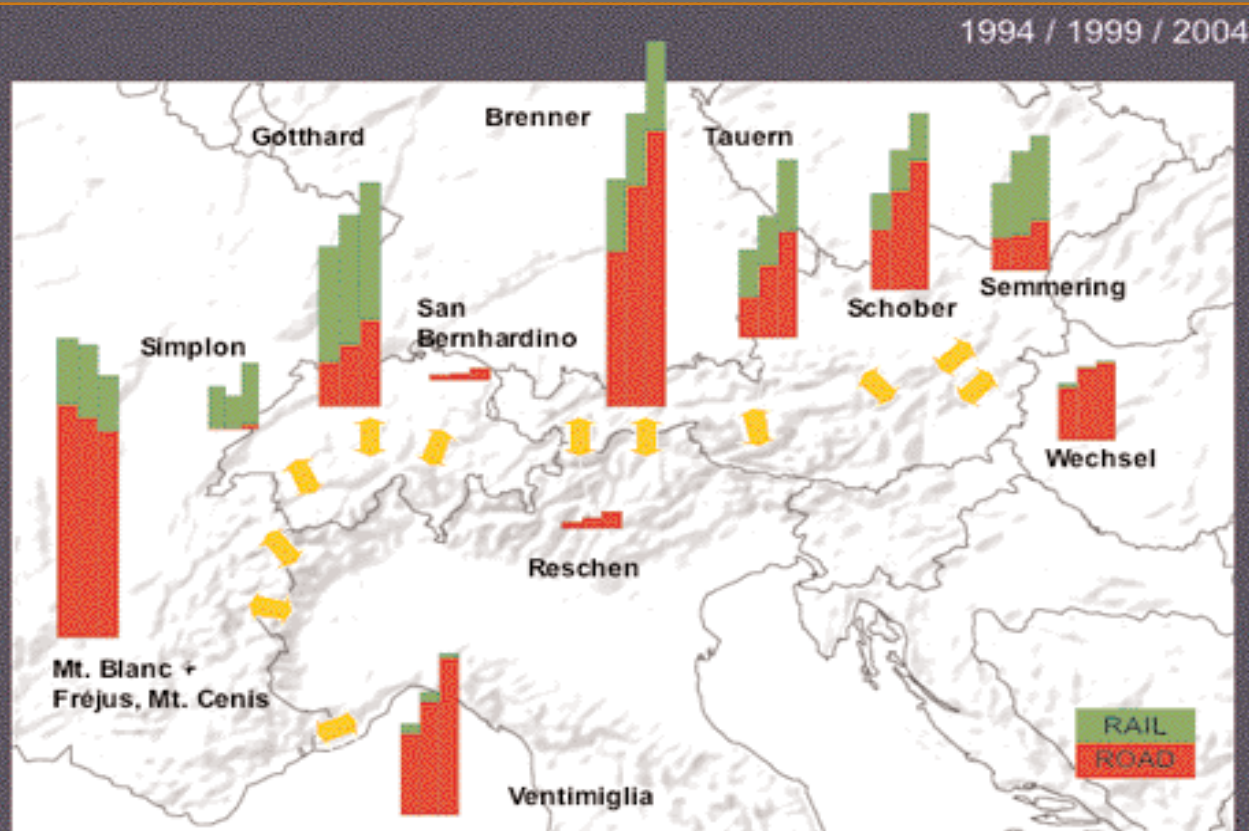 1994 / 1999 / 2004
Brenner
Gotthard
Tauern
Semmering
San
Bernhardino
Schober
Simplon
Wechsel
Reschen
Mt. Blanc +
Fréjus, Mt. Cenis
RAIL
ROAD
Ventimiglia